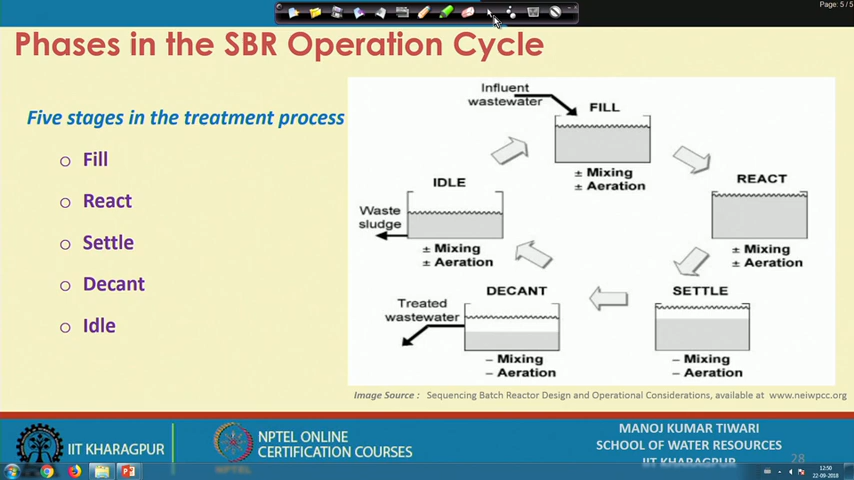 Page: 5 / 5
Phases in the SBR Operation Cycle
Five stages in the treatment process
o Fill
o React
o Settle
o Decant
o Idle
Influent
wastewater
FILL
± Mixing
± Aeration
REACT
± Mixing
± Aeration
SETTLE
– Mixing
– Aeration
DECANT
Treated
wastewater
– Mixing
– Aeration
IDLE
Waste
sludge
± Mixing
± Aeration
Image Source : Sequencing Batch Reactor Design and Operational Considerations, available at www.neiwpcc.org
IIT KHARAGPUR
NPTEL ONLINE
CERTIFICATION COURSES
NPTEL
MANOJ KUMAR TIWARI
SCHOOL OF WATER RESOURCES
IIT KHARAGPUR
28
12:50
22-09-2018